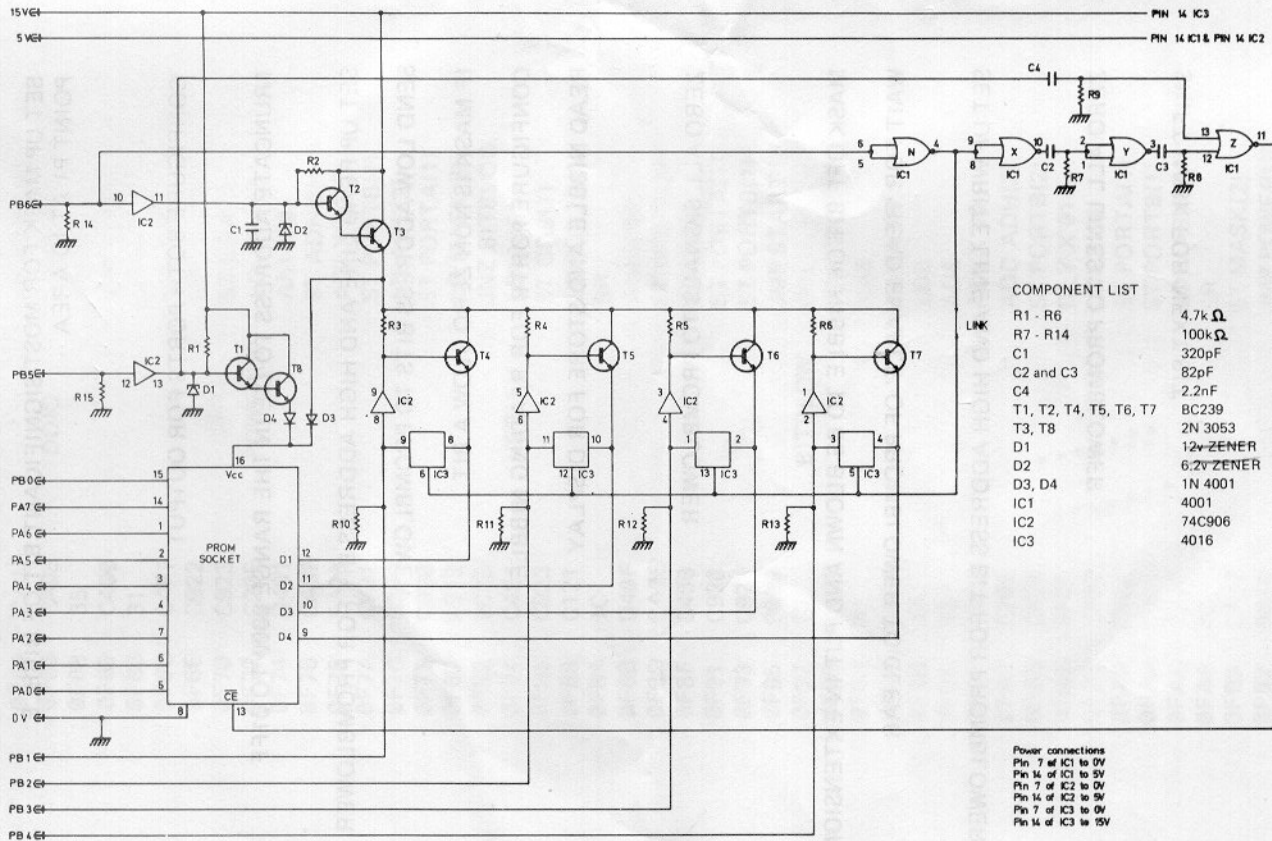 15V
PIN 14 IC3
5V
PIN 14 IC1 & PIN 14 IC2
C4
R9
13
12
Z
11
IC1
6
5
N
4
IC1
9
8
X
10
IC1
C2
R7
2
1
Y
3
IC1
C3
R8
R2
T2
T3
PB6
R 14
10
11
IC2
C1
D2
R1
T1
T8
PB5
R15
12
13
IC2
D1
D4
D3
R3
T4
R4
T5
R5
T6
R6
T7
LINK
9
IC2
8
5
IC2
6
3
IC2
4
1
IC2
2
9
8
6
IC3
11
10
12
IC3
1
2
13
IC3
3
4
5
IC3
R10
R11
R12
R13
16
Vcc
PROM
SOCKET
PB0
15
PA7
14
PA6
1
PA5
2
D1
12
PA4
3
D2
11
PA3
4
D3
10
PA2
7
D4
9
PA1
6
PA0
5
CE
0V
8
13
PB1
PB2
PB3
PB4
COMPONENT LIST
R1 - R6 4.7k Ω
R7 - R14 100k Ω
C1 320pF
C2 and C3 82pF
C4 2.2nF
T1, T2, T4, T5, T6, T7 BC239
T3, T8 2N 3053
D1 12v ZENER
D2 6.2v ZENER
D3, D4 1N 4001
IC1 4001
IC2 74C906
IC3 4016
Power connections
Pin 7 of IC1 to 0V
Pin 14 of IC1 to 5V
Pin 7 of IC2 to 0V
Pin 14 of IC2 to 5V
Pin 7 of IC3 to 0V
Pin 14 of IC3 to 15V